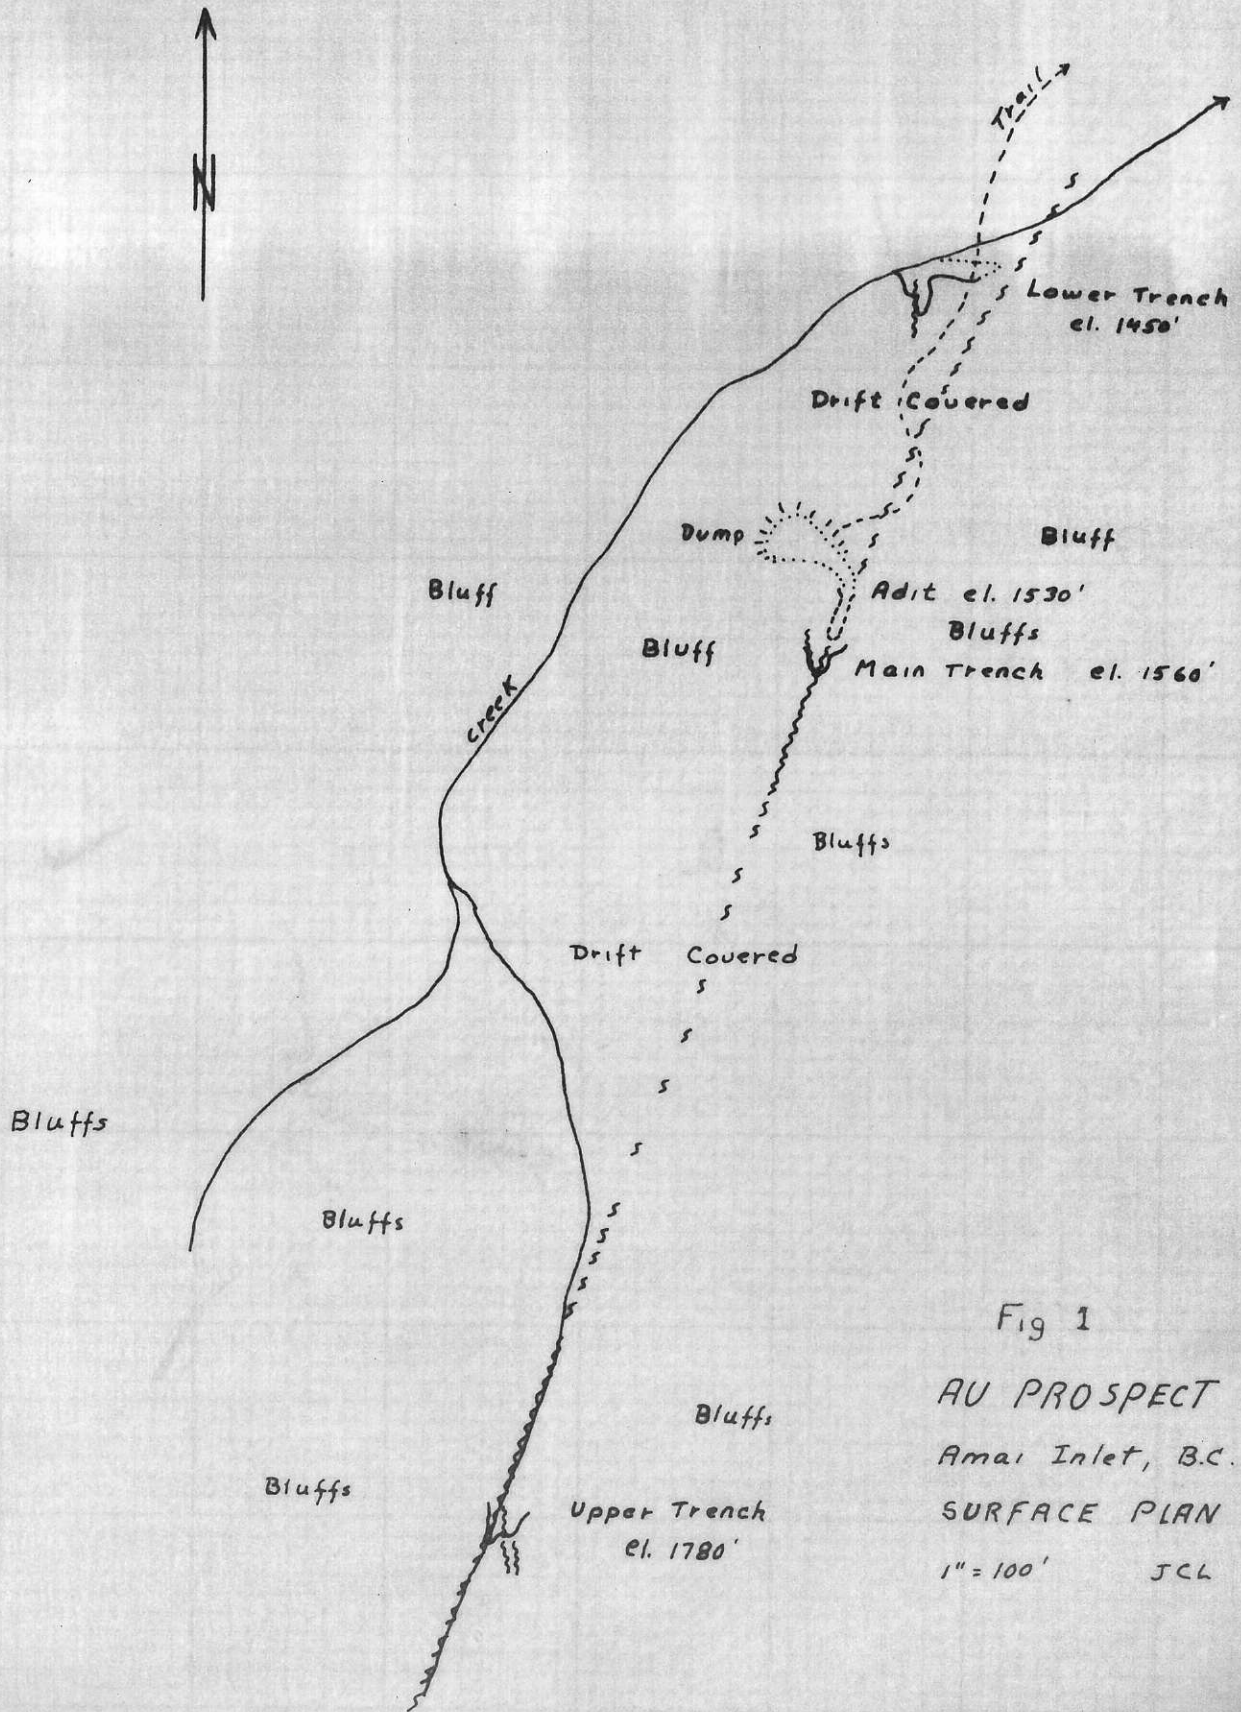 N
Trail
Lower Trench
el. 1450'
Drift Covered
Dump
Bluff
Bluff
Adit el. 1530'
Bluffs
Bluff
Main Trench el. 1560'
creek
Bluffs
Drift Covered
Bluffs
Bluffs
Bluffs
Bluffs
Upper Trench
el. 1780'
Fig 1
AU PROSPECT
Amai Inlet, B.C.
SURFACE PLAN
1" = 100' JCL